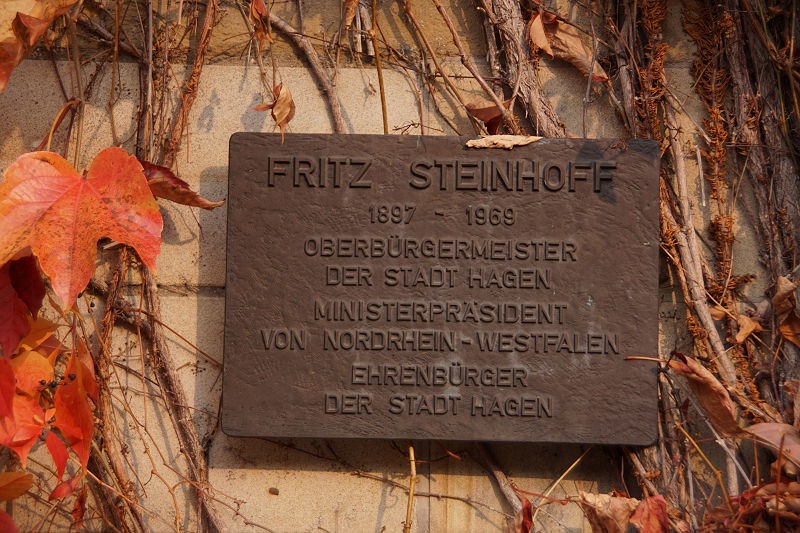 FRITZ STEINHOFF
1897 - 1969
OBERBÜRGERMEISTER
DER STADT HAGEN
MINISTERPRÄSIDENT
VON NORDRHEIN-WESTFALEN
EHRENBÜRGER
DER STADT HAGEN